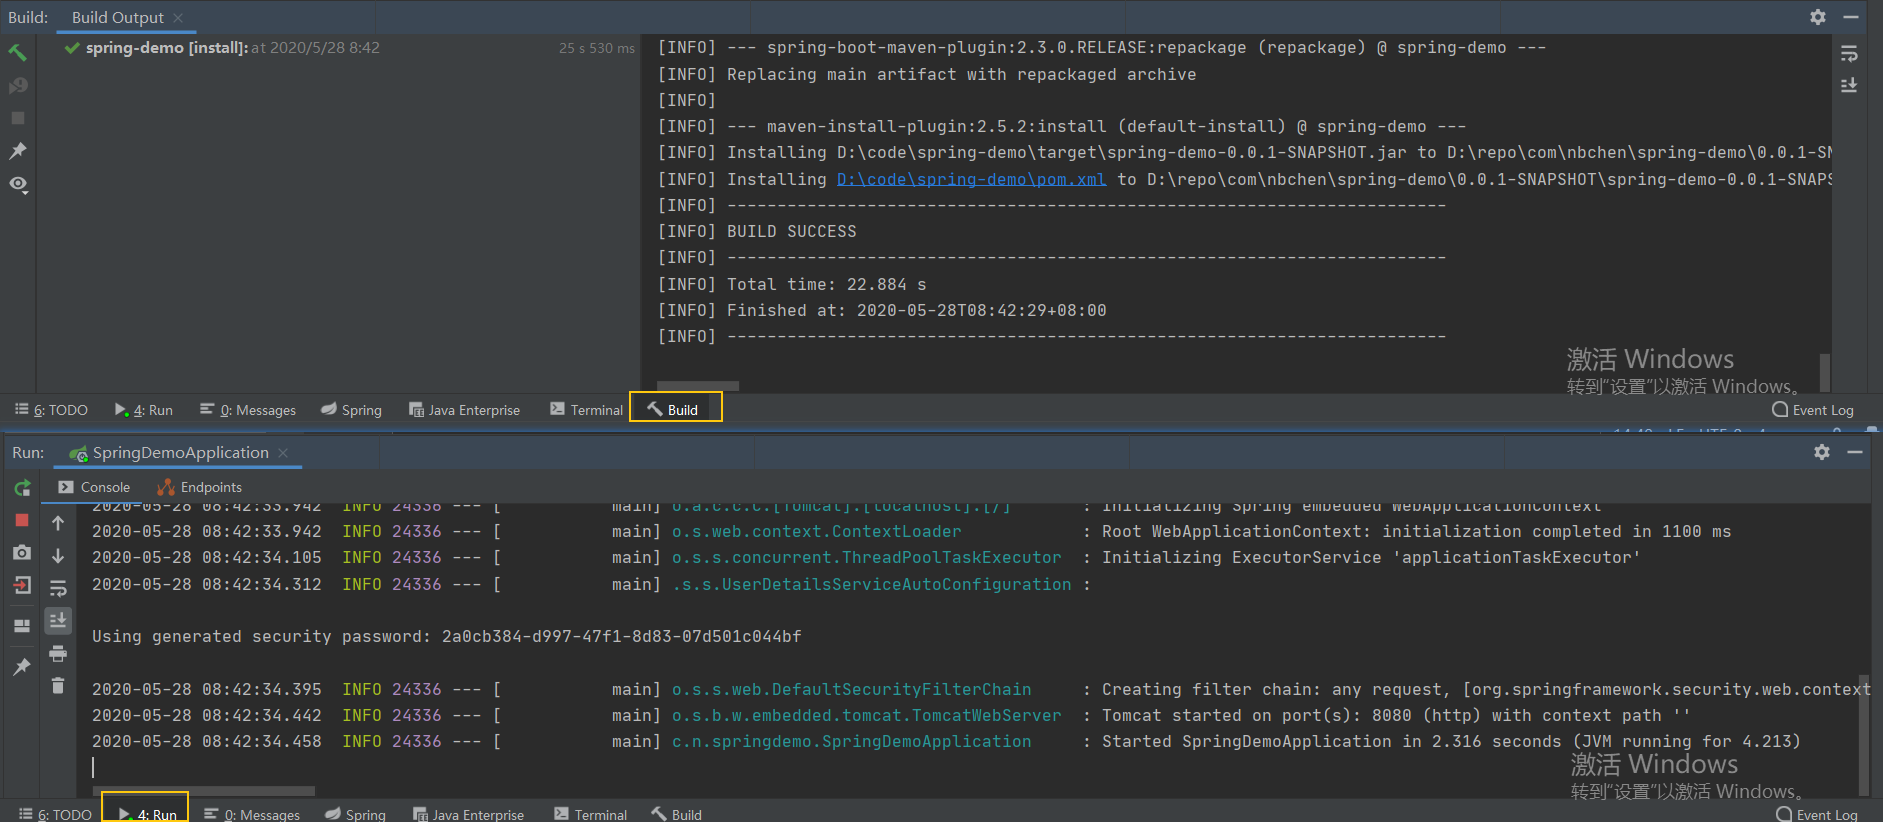 Build: Build Output
spring-demo [install]: at 2020/5/28 8:42 25 s 530 ms
[INFO] --- spring-boot-maven-plugin:2.3.0.RELEASE:repackage (repackage) @ spring-demo ---
[INFO] Replacing main artifact with repackaged archive
[INFO]
[INFO] --- maven-install-plugin:2.5.2:install (default-install) @ spring-demo ---
[INFO] Installing D:\code\spring-demo\target\spring-demo-0.0.1-SNAPSHOT.jar to D:\repo\com\nbchen\spring-demo\0.0.1-SN
[INFO] Installing D:\code\spring-demo\pom.xml to D:\repo\com\nbchen\spring-demo\0.0.1-SNAPSHOT\spring-demo-0.0.1-SNAPS
[INFO] ------------------------------------------------------------------------
[INFO] BUILD SUCCESS
[INFO] ------------------------------------------------------------------------
[INFO] Total time: 22.884 s
[INFO] Finished at: 2020-05-28T08:42:29+08:00
[INFO] ------------------------------------------------------------------------
激活 Windows
转到“设置”以激活 Windows。
6: TODO 4: Run 0: Messages Spring Java Enterprise Terminal Build Event Log
Run: SpringDemoApplication
Console Endpoints
2020-05-28 08:42:33.942 INFO 24336 --- [ main] o.a.c.c.C.[Tomcat].[localhost].[/] : Initializing Spring embedded WebApplicationContext
2020-05-28 08:42:33.942 INFO 24336 --- [ main] o.s.web.context.ContextLoader : Root WebApplicationContext: initialization completed in 1100 ms
2020-05-28 08:42:34.105 INFO 24336 --- [ main] o.s.s.concurrent.ThreadPoolTaskExecutor : Initializing ExecutorService 'applicationTaskExecutor'
2020-05-28 08:42:34.312 INFO 24336 --- [ main] .s.s.UserDetailsServiceAutoConfiguration :
Using generated security password: 2a0cb384-d997-47f1-8d83-07d501c044bf
2020-05-28 08:42:34.395 INFO 24336 --- [ main] o.s.s.web.DefaultSecurityFilterChain : Creating filter chain: any request, [org.springframework.security.web.context
2020-05-28 08:42:34.442 INFO 24336 --- [ main] o.s.b.w.embedded.tomcat.TomcatWebServer : Tomcat started on port(s): 8080 (http) with context path ''
2020-05-28 08:42:34.458 INFO 24336 --- [ main] c.n.springdemo.SpringDemoApplication : Started SpringDemoApplication in 2.316 seconds (JVM running for 4.213)
激活 Windows
转到“设置”以激活 Windows。
6: TODO 4: Run 0: Messages Spring Java Enterprise Terminal Build Event Log